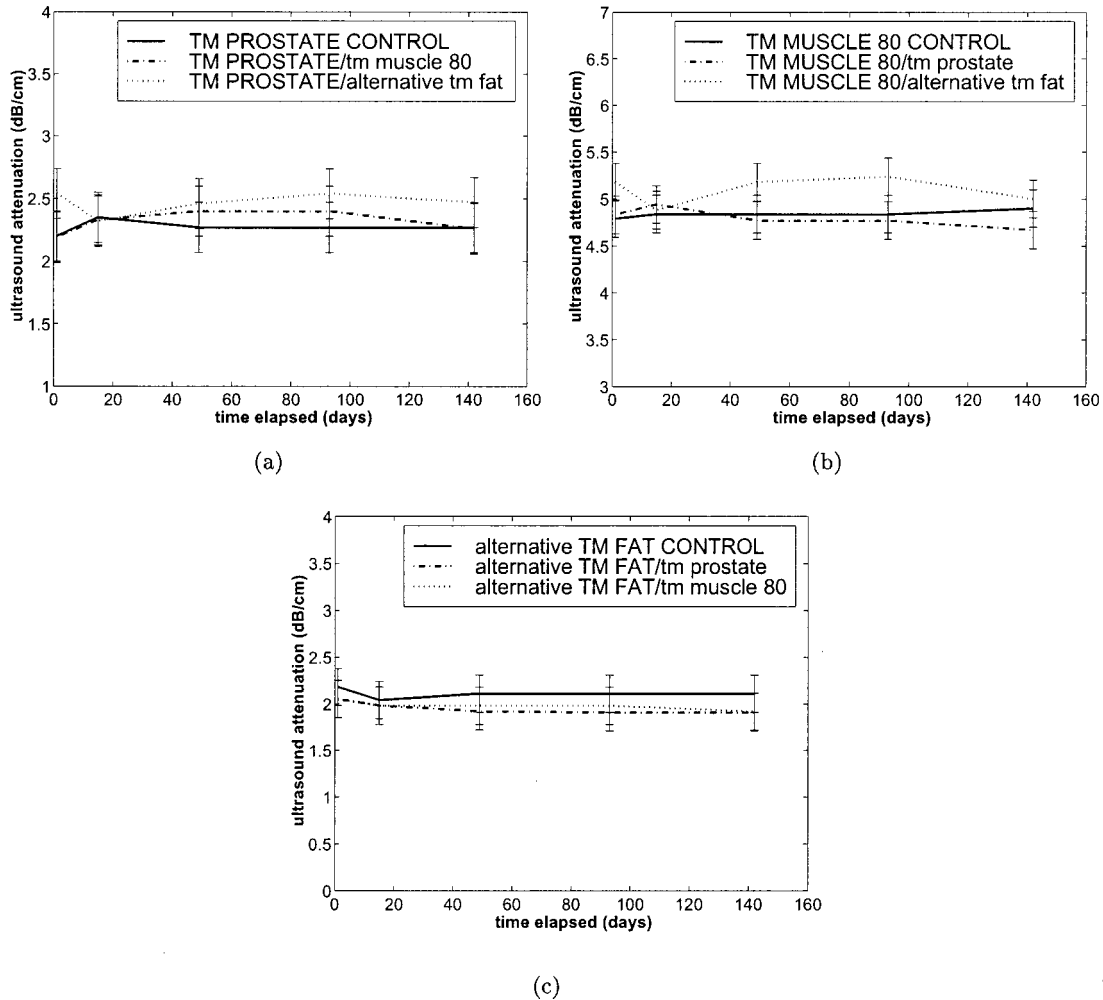 4
3.5
3
2.5
2
1.5
1
ultrasound attenuation (dB/cm)
TM PROSTATE CONTROL
TM PROSTATE/tm muscle 80
TM PROSTATE/alternative tm fat
0 20 40 60 80 100 120 140 160
time elapsed (days)
(a)
7
6.5
6
5.5
5
4.5
4
3.5
3
ultrasound attenuation (dB/cm)
TM MUSCLE 80 CONTROL
TM MUSCLE 80/tm prostate
TM MUSCLE 80/alternative tm fat
0 20 40 60 80 100 120 140 160
time elapsed (days)
(b)
4
3.5
3
2.5
2
1.5
1
0.5
0
ultrasound attenuation (dB/cm)
alternative TM FAT CONTROL
alternative TM FAT/tm prostate
alternative TM FAT/tm muscle 80
0 20 40 60 80 100 120 140 160
time elapsed (days)
(c)